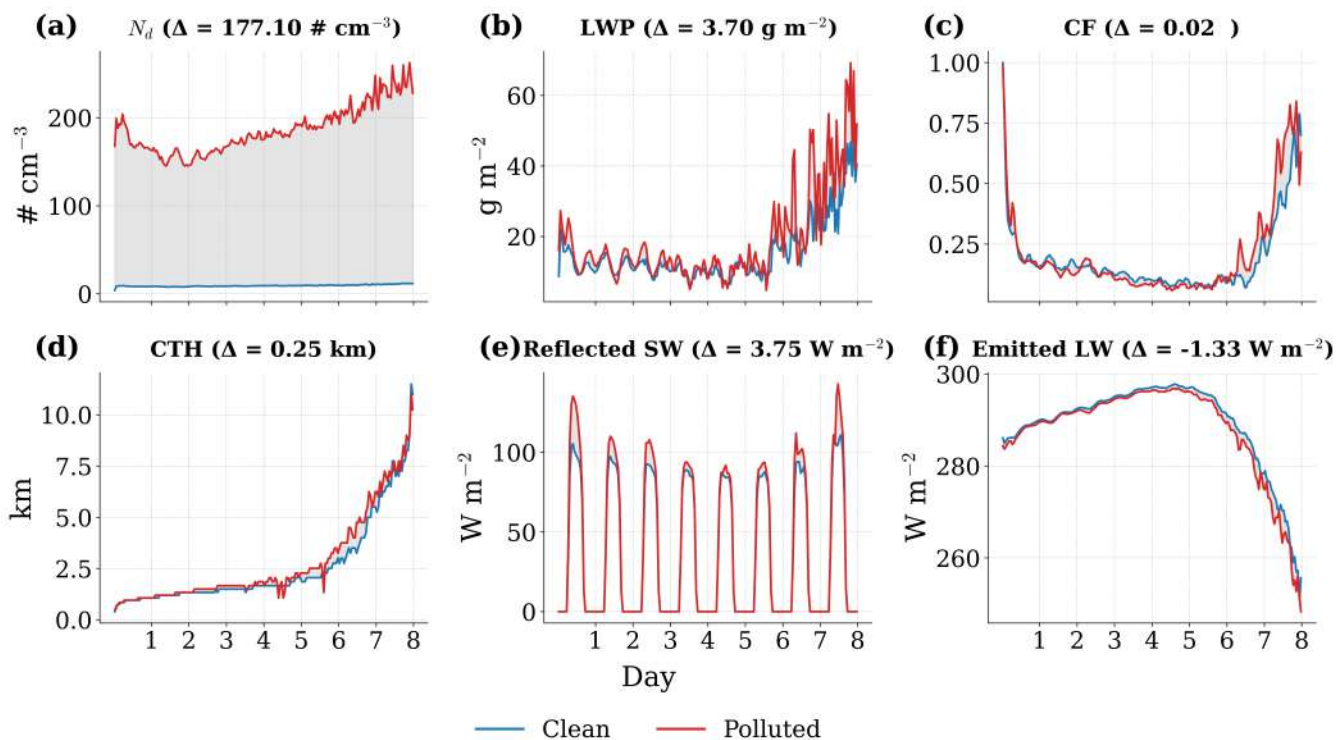 (a) N_d (Δ = 177.10 # cm⁻³)
# cm⁻³
200
100
0
(b) LWP (Δ = 3.70 g m⁻²)
g m⁻²
60
40
20
(c) CF (Δ = 0.02 )
1.00
0.75
0.50
0.25
(d) CTH (Δ = 0.25 km)
km
10.0
7.5
5.0
2.5
0.0
1 2 3 4 5 6 7 8
(e) Reflected SW (Δ = 3.75 W m⁻²)
W m⁻²
100
50
0
1 2 3 4 5 6 7 8
(f) Emitted LW (Δ = -1.33 W m⁻²)
W m⁻²
300
280
260
1 2 3 4 5 6 7 8
Day
Clean Polluted